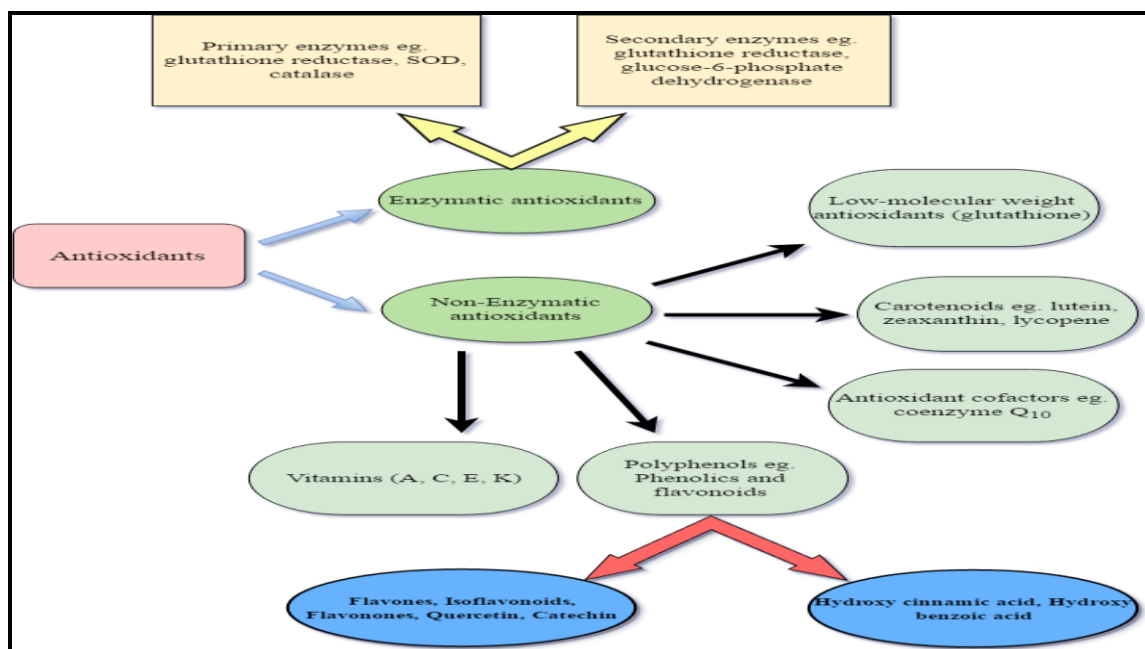 Primary enzymes eg.
glutathione reductase, SOD,
catalase
Secondary enzymes eg.
glutathione reductase,
glucose-6-phosphate
dehydrogenase
Enzymatic antioxidants
Low-molecular weight
antioxidants (glutathione)
Antioxidants
Non-Enzymatic
antioxidants
Carotenoids eg. lutein,
zeaxanthin, lycopene
Antioxidant cofactors eg.
coenzyme Q₁₀
Vitamins (A, C, E, K)
Polyphenols eg.
Phenolics and
flavonoids
Flavones, Isoflavonoids,
Flavonones, Quercetin, Catechin
Hydroxy cinnamic acid, Hydroxy
benzoic acid